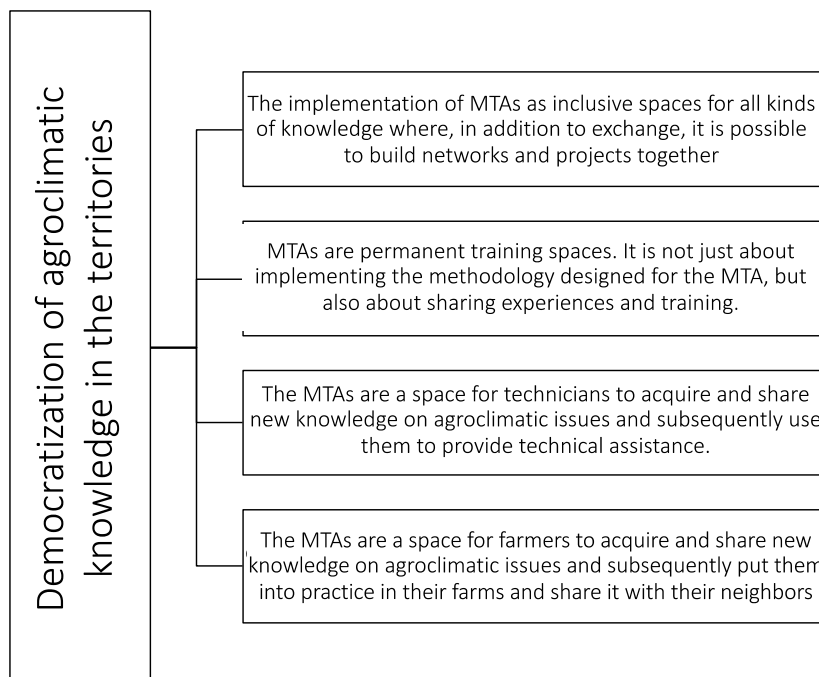 Democratization of agroclimatic
knowledge in the territories
The implementation of MTAs as inclusive spaces for all kinds
of knowledge where, in addition to exchange, it is possible
to build networks and projects together
MTAs are permanent training spaces. It is not just about
implementing the methodology designed for the MTA, but
also about sharing experiences and training.
The MTAs are a space for technicians to acquire and share
new knowledge on agroclimatic issues and subsequently use
them to provide technical assistance.
The MTAs are a space for farmers to acquire and share new
knowledge on agroclimatic issues and subsequently put them
into practice in their farms and share it with their neighbors